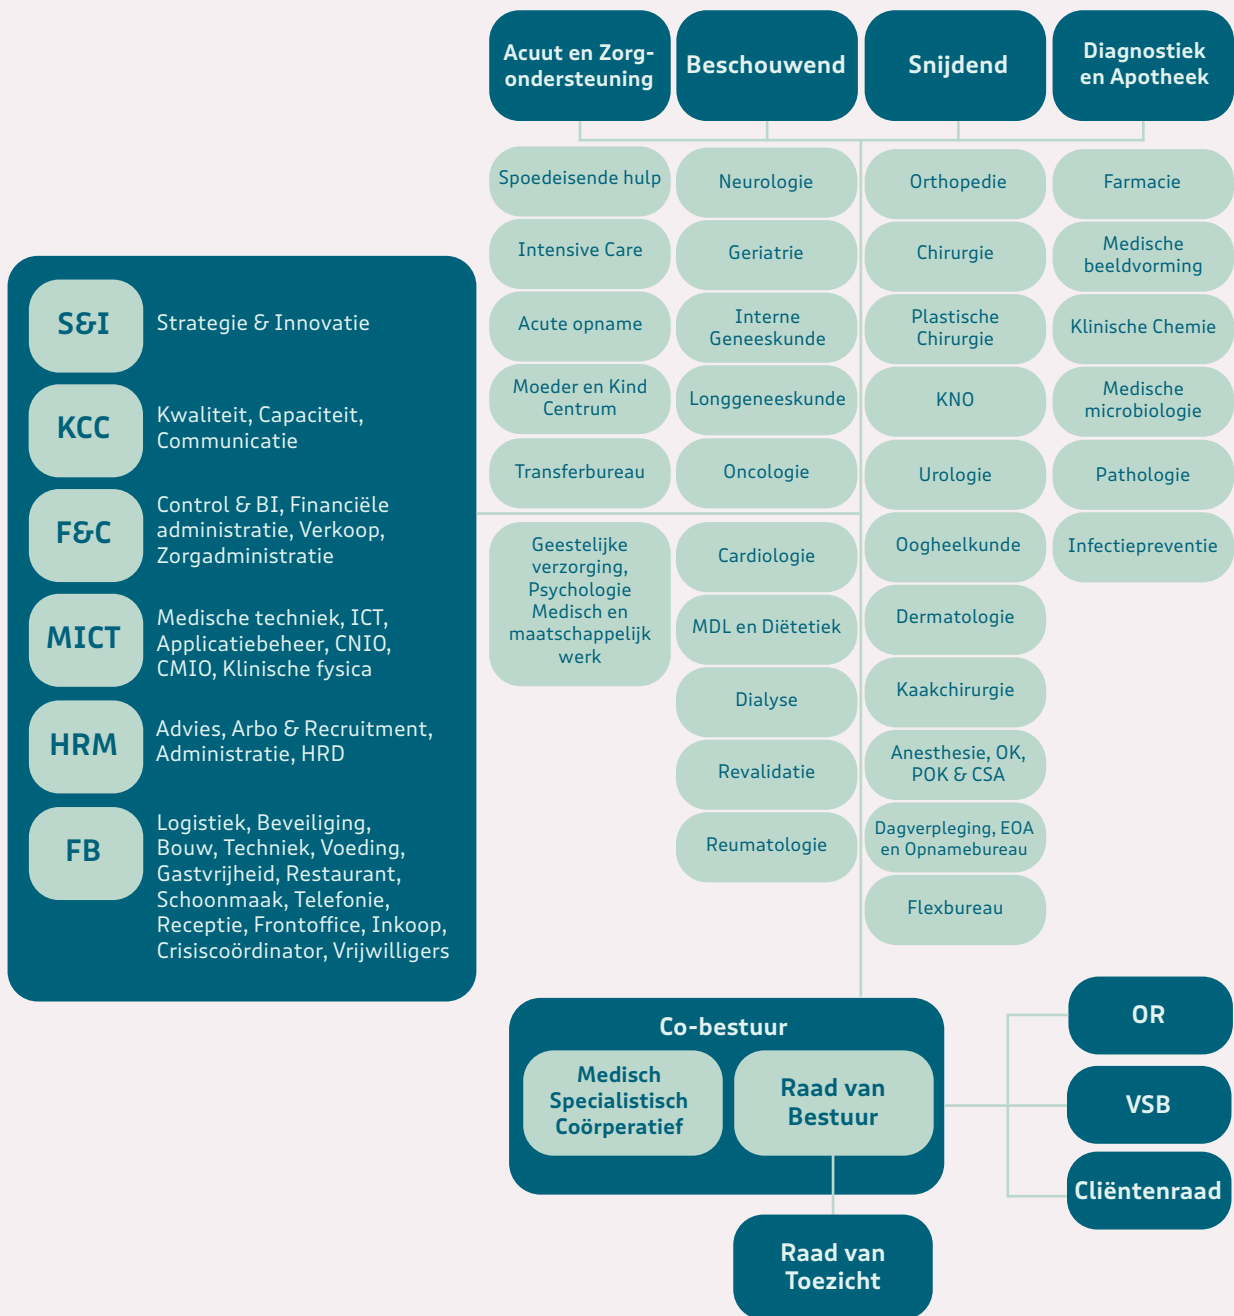 Acuut en Zorg-
ondersteuning
Beschouwend
Snijdend
Diagnostiek
en Apotheek
Spoedeisende hulp
Intensive Care
Acute opname
Moeder en Kind
Centrum
Transferbureau
Geestelijke
verzorging,
Psychologie
Medisch en
maatschappelijk
werk
Neurologie
Geriatrie
Interne
Geneeskunde
Longgeneeskunde
Oncologie
Cardiologie
MDL en Diëtetiek
Dialyse
Revalidatie
Reumatologie
Orthopedie
Chirurgie
Plastische
Chirurgie
KNO
Urologie
Oogheelkunde
Dermatologie
Kaakchirurgie
Anesthesie, OK,
POK & CSA
Dagverpleging, EOA
en Opnamebureau
Flexbureau
Farmacie
Medische
beeldvorming
Klinische Chemie
Medische
microbiologie
Pathologie
Infectiepreventie
S&I
Strategie & Innovatie
KCC
Kwaliteit, Capaciteit,
Communicatie
F&C
Control & BI, Financiële
administratie, Verkoop,
Zorgadministratie
MICT
Medische techniek, ICT,
Applicatiebeheer, CNIO,
CMIO, Klinische fysica
HRM
Advies, Arbo & Recruitment,
Administratie, HRD
FB
Logistiek, Beveiliging,
Bouw, Techniek, Voeding,
Gastvrijheid, Restaurant,
Schoonmaak, Telefonie,
Receptie, Frontoffice, Inkoop,
Crisiscoördinator, Vrijwilligers
Co-bestuur
Medisch
Specialistisch
Coörperatief
Raad van
Bestuur
Raad van
Toezicht
OR
VSB
Cliëntenraad